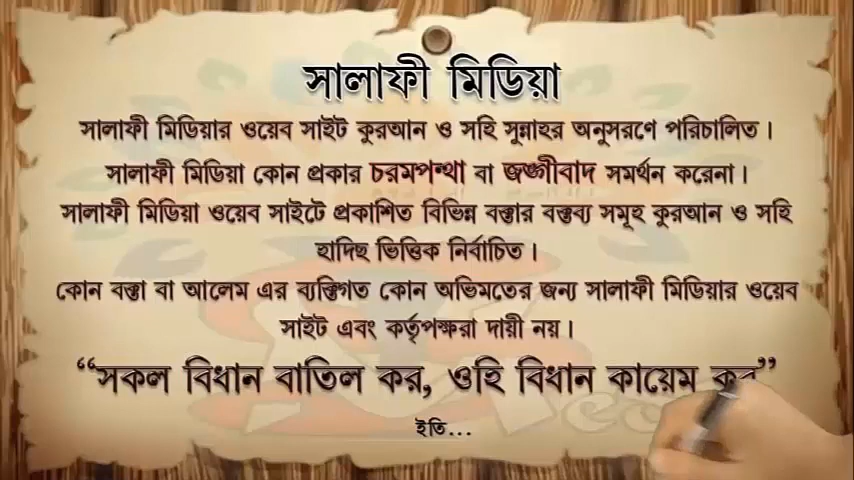 সালাফী মিডিয়া
সালাফী মিডিয়ার ওয়েব সাইট কুরআন ও সহি সুন্নাহর অনুসরণে পরিচালিত।
সালাফী মিডিয়া কোন প্রকার চরমপন্থা বা জঙ্গীবাদ সমর্থন করেনা।
সালাফী মিডিয়া ওয়েব সাইটে প্রকাশিত বিভিন্ন বক্তার বক্তব্য সমূহ কুরআন ও সহি
হাদিছ ভিত্তিক নির্বাচিত।
কোন বক্তা বা আলেম এর ব্যক্তিগত কোন অভিমতের জন্য সালাফী মিডিয়ার ওয়েব
সাইট এবং কর্তৃপক্ষরা দায়ী নয়।
“সকল বিধান বাতিল কর, ওহি বিধান কায়েম কর”
ইতি...